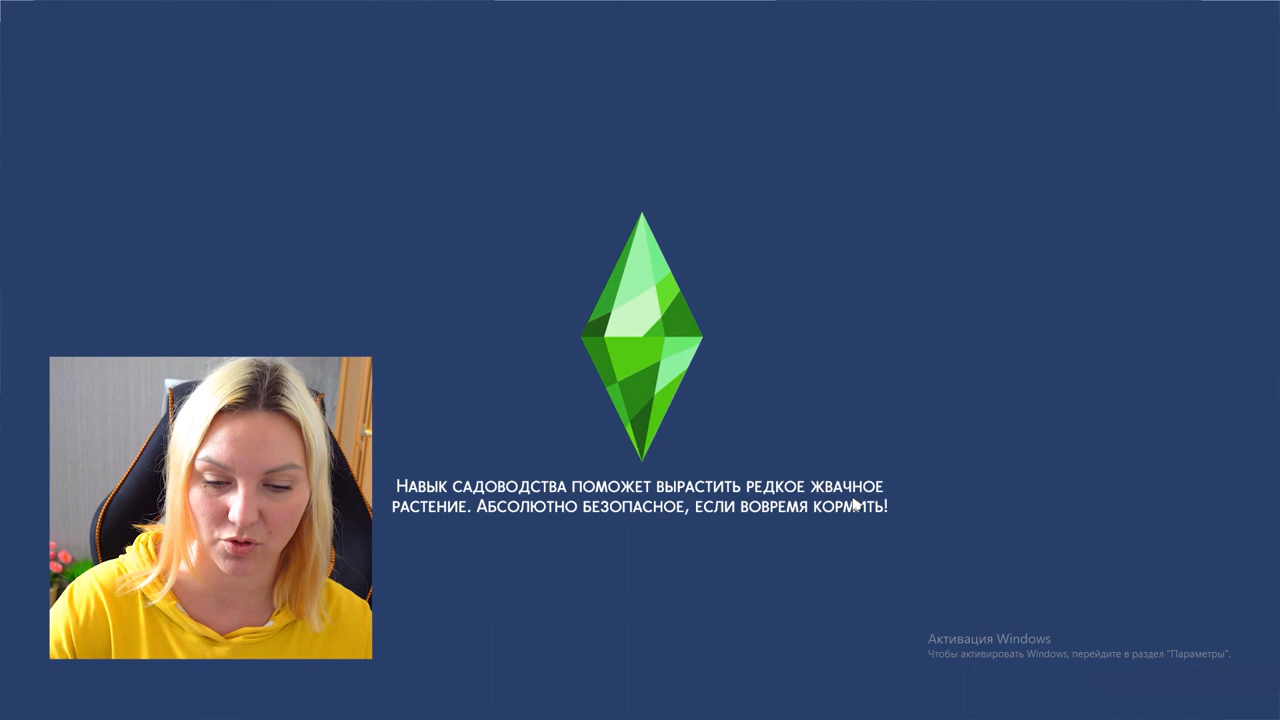 Навык садоводства поможет вырастить редкое жвачное
растение. Абсолютно безопасное, если вовремя кормить!
Активация Windows
Чтобы активировать Windows, перейдите в раздел "Параметры".